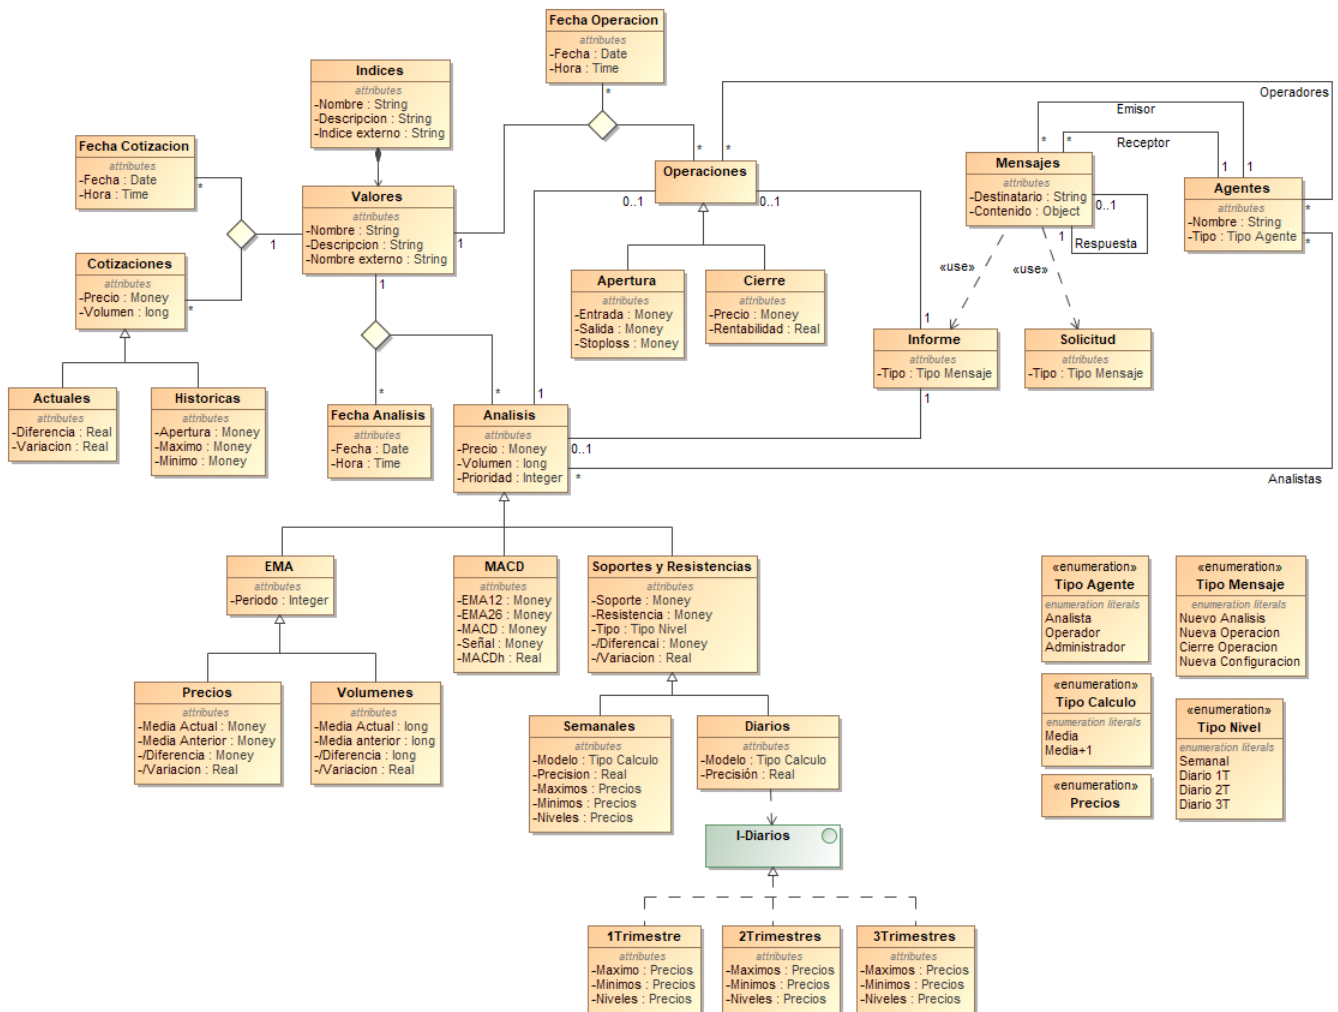 Fecha Operacion
attributes
-Fecha : Date
-Hora : Time
*
Indices
attributes
-Nombre : String
-Descripcion : String
-Indice externo : String
Operadores
Emisor
*
*
Receptor
1
1
*
*
*
Fecha Cotizacion
attributes
-Fecha : Date
-Hora : Time
*
Operaciones
0..1
0..1
Mensajes
attributes
-Destinatario : String
-Contenido : Object
0..1
1
Respuesta
Agentes
attributes
-Nombre : String
-Tipo : Tipo Agente
*
*
Valores
attributes
-Nombre : String
-Descripcion : String
-Nombre externo : String
1
1
1
Cotizaciones
attributes
-Precio : Money
-Volumen : long
*
«use»
«use»
Apertura
attributes
-Entrada : Money
-Salida : Money
-Stoploss : Money
Cierre
attributes
-Precio : Money
-Rentabilidad : Real
1
Informe
attributes
-Tipo : Tipo Mensaje
1
Solicitud
attributes
-Tipo : Tipo Mensaje
Actuales
attributes
-Diferencia : Real
-Variacion : Real
Historicas
attributes
-Apertura : Money
-Maximo : Money
-Minimo : Money
*
*
1
Fecha Analisis
attributes
-Fecha : Date
-Hora : Time
Analisis
attributes
-Precio : Money
-Volumen : long
-Prioridad : Integer
0..1
*
Analistas
EMA
attributes
-Periodo : Integer
MACD
attributes
-EMA12 : Money
-EMA26 : Money
-MACD : Money
-Señal : Money
-MACDh : Real
Soportes y Resistencias
attributes
-Soporte : Money
-Resistencia : Money
-Tipo : Tipo Nivel
-/Diferencai : Money
-/Variacion : Real
«enumeration»
Tipo Agente
enumeration literals
Analista
Operador
Administrador
«enumeration»
Tipo Mensaje
enumeration literals
Nuevo Analisis
Nueva Operacion
Cierre Operacion
Nueva Configuracion
Precios
attributes
-Media Actual : Money
-Media Anterior : Money
-/Diferencia : Money
-/Variacion : Real
Volumenes
attributes
-Media Actual : long
-Media anterior : long
-/Diferencia : long
-/Variacion : Real
Semanales
attributes
-Modelo : Tipo Calculo
-Precision : Real
-Maximos : Precios
-Minimos : Precios
-Niveles : Precios
Diarios
attributes
-Modelo : Tipo Calculo
-Precisión : Real
«enumeration»
Tipo Calculo
enumeration literals
Media
Media+1
«enumeration»
Tipo Nivel
enumeration literals
Semanal
Diario 1T
Diario 2T
Diario 3T
«enumeration»
Precios
I-Diarios
1Trimestre
attributes
-Maximo : Precios
-Minimos : Precios
-Niveles : Precios
2Trimestres
attributes
-Maximos : Precios
-Minimos : Precios
-Niveles : Precios
3Trimestres
attributes
-Maximos : Precios
-Minimos : Precios
-Niveles : Precios